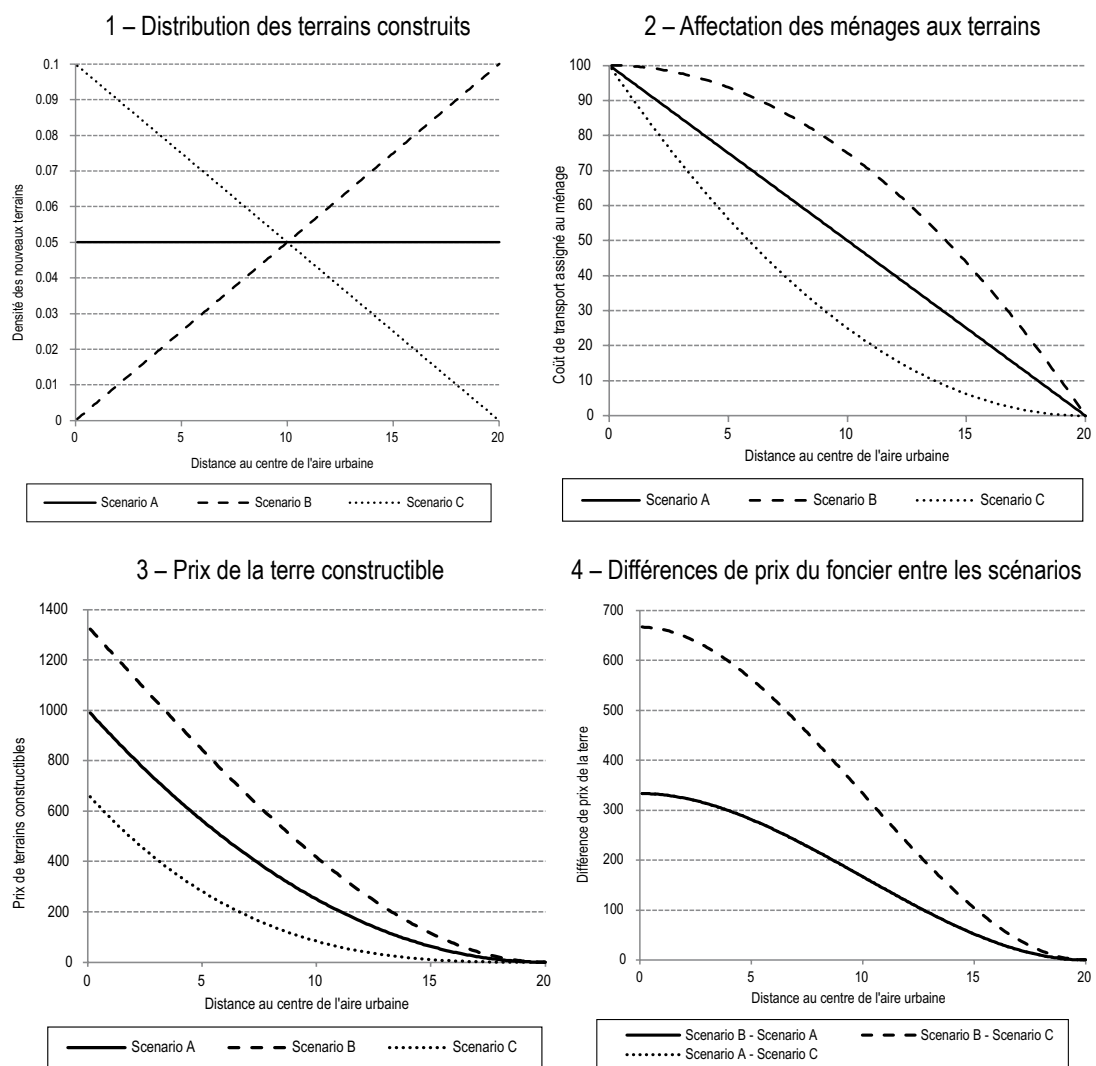 1 – Distribution des terrains construits
Densité des nouveaux terrains
0.1
0.09
0.08
0.07
0.06
0.05
0.04
0.03
0.02
0.01
0
0 5 10 15 20
Distance au centre de l'aire urbaine
Scenario A Scenario B Scenario C
2 – Affectation des ménages aux terrains
Coût de transport assigné au ménage
100
90
80
70
60
50
40
30
20
10
0
0 5 10 15 20
Distance au centre de l'aire urbaine
Scenario A Scenario B Scenario C
3 – Prix de la terre constructible
Prix de terrains constructibles
1400
1200
1000
800
600
400
200
0
0 5 10 15 20
Distance au centre de l'aire urbaine
Scenario A Scenario B Scenario C
4 – Différences de prix du foncier entre les scénarios
Différence de prix de la terre
700
600
500
400
300
200
100
0
0 5 10 15 20
Distance au centre de l'aire urbaine
Scenario B - Scenario A Scenario B - Scenario C
Scenario A - Scenario C